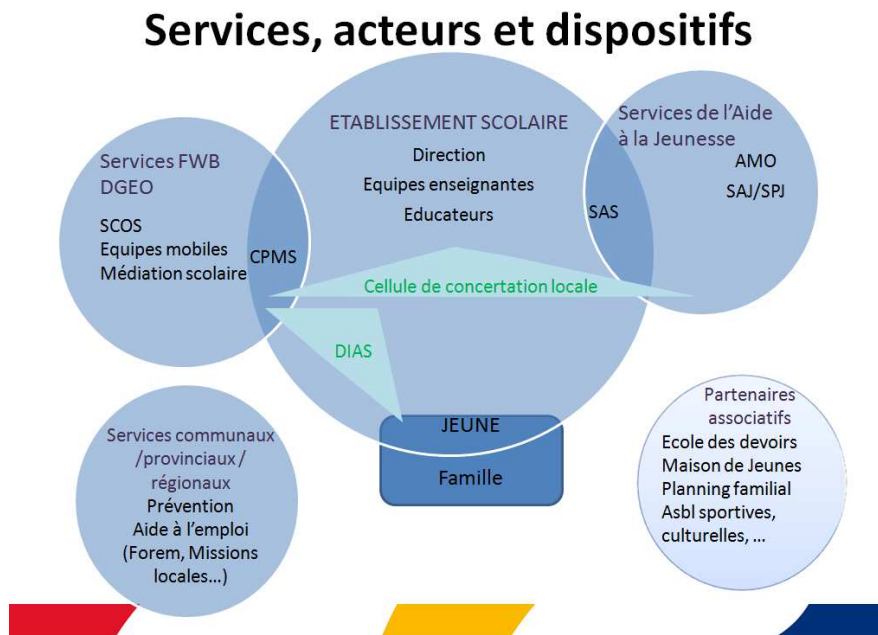 Services, acteurs et dispositifs
Services FWB
DGEO
SCOS
Equipes mobiles
Médiation scolaire
CPMS
ETABLISSEMENT SCOLAIRE
Direction
Equipes enseignantes
Educateurs
SAS
Services de l’Aide
à la Jeunesse
AMO
SAJ/SPJ
Cellule de concertation locale
DIAS
JEUNE
Famille
Services communaux
/provinciaux /
régionaux
Prévention
Aide à l’emploi
(Forem, Missions
locales…)
Partenaires
associatifs
Ecole des devoirs
Maison de Jeunes
Planning familial
Asbl sportives,
culturelles, …